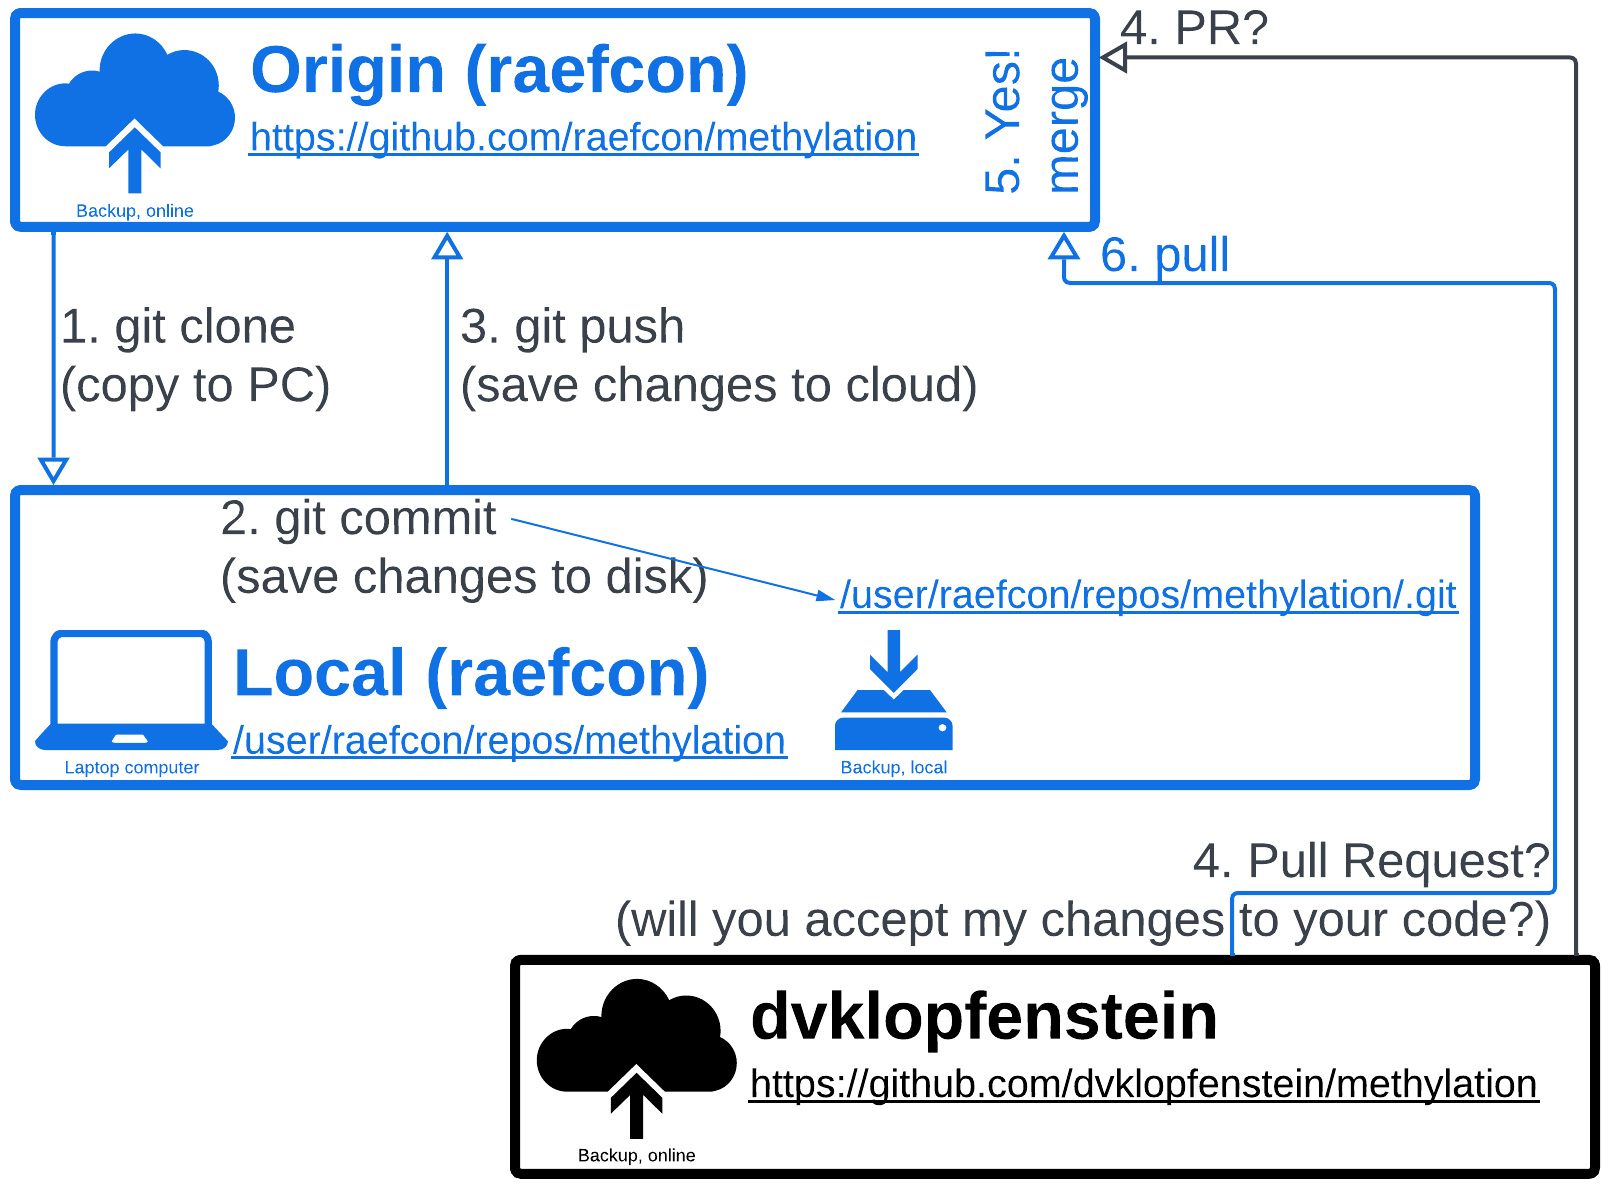 Origin (raefcon)
https://github.com/raefcon/methylation
Backup, online
5. Yes!
merge
4. PR?
6. pull
1. git clone
(copy to PC)
3. git push
(save changes to cloud)
2. git commit
(save changes to disk)
/user/raefcon/repos/methylation/.git
Local (raefcon)
/user/raefcon/repos/methylation
Laptop computer
Backup, local
4. Pull Request?
(will you accept my changes to your code?)
dvklopfenstein
https://github.com/dvklopfenstein/methylation
Backup, online